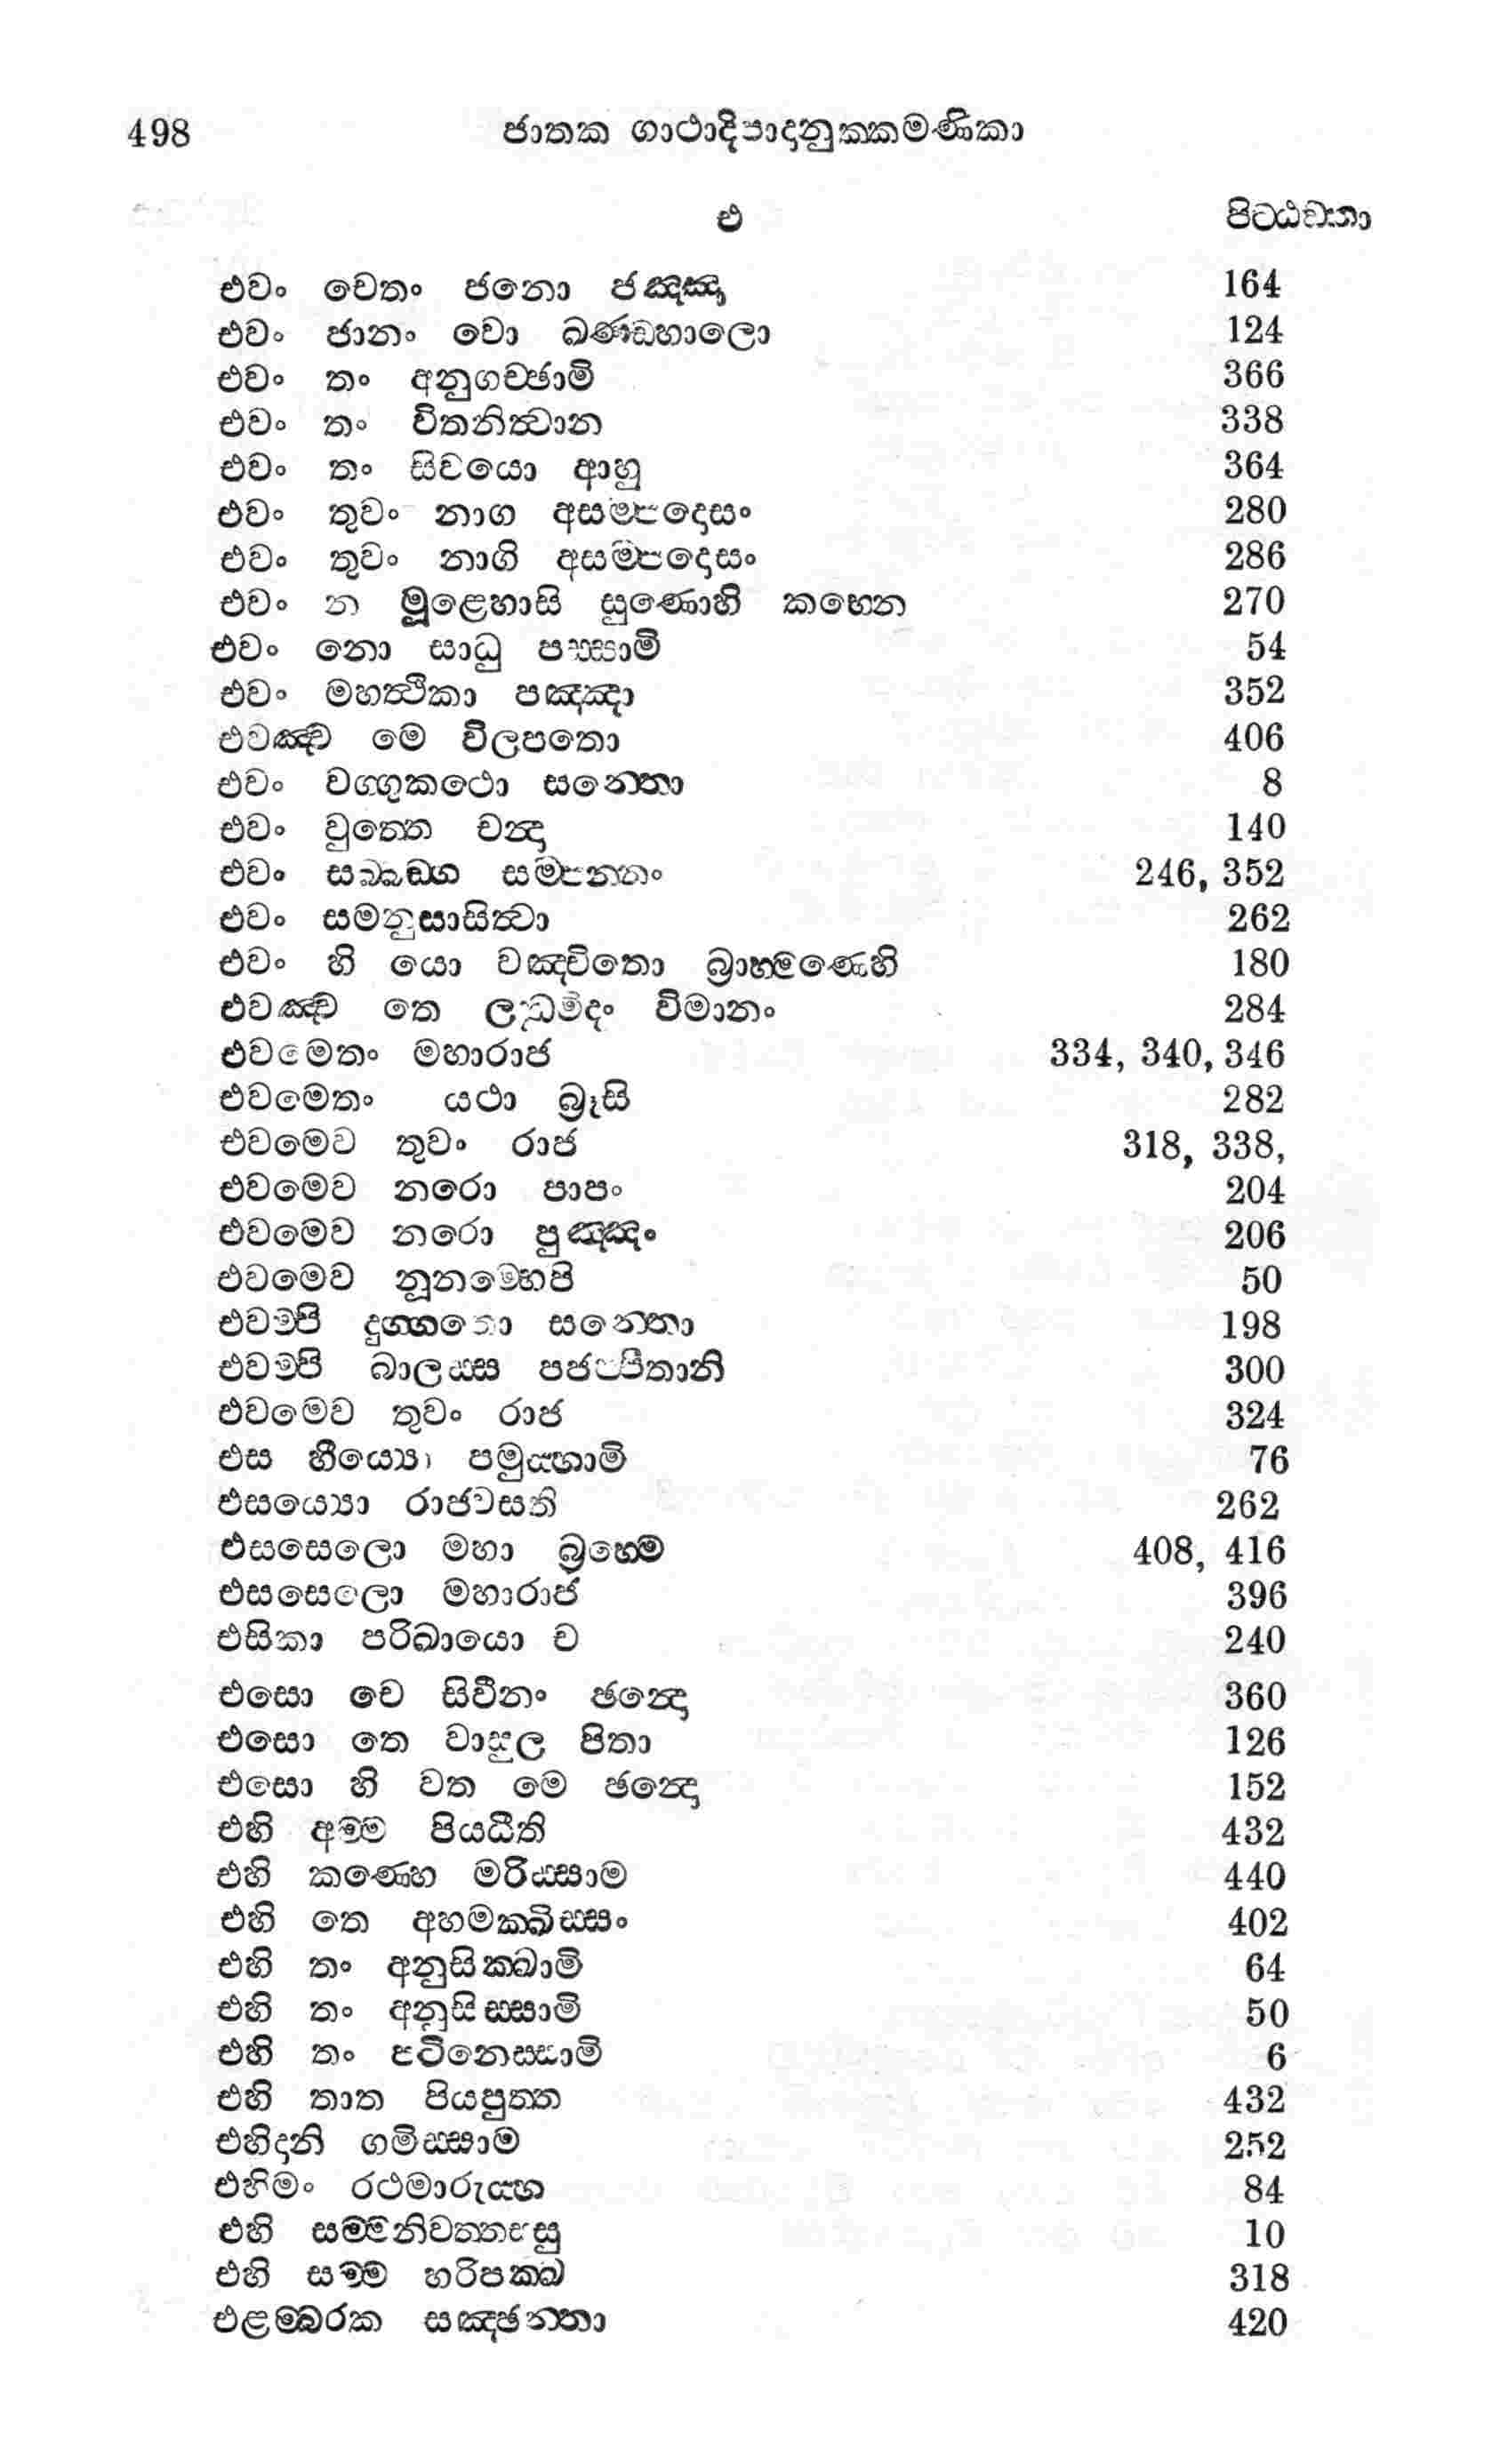 498 ජාතක ගාථාදිපාදානුක්කමණිකා
එ පිට්ඨඞ්කා
එවං චෙතං ජනො ජඤ්ඤා 164
එවං ජානං වො ඛණ්ඩහාලො 124
එවං තං අනුගච්ඡාමි 366
එවං තං විතනිත්වාන 338
එවං තං සිවයො ආහු 364
එවං තුවං නාග අසම්පදොසං 280
එවං තුවං නාගි අසම්පදොසං 286
එවං න මූළ්හොසි සුණොහි කණ්හෙන 270
එවං නො සාධු පස්සාමි 54
එවං මහත්ථිකා පඤ්ඤා 352
එවඤ්ච මෙ විලපතො 406
එවං වග්ගුකථො සන්තො 8
එවං වුත්තෙ චන්දා 140
එවං සබ්බඞ්ග සම්පන්නං 246, 352
එවං සමනුසාසිත්වා 262
එවං හි යො වඤ්චිතො බ්‍රාහ්මණෙහි 180
එවඤ්ච තෙ ලද්ධමිදං විමානං 284
එවමෙතං මහාරාජ 334, 340, 346
එවමෙතං යථා බ්‍රූසි 282
එවමෙව තුවං රාජ 318, 338,
එවමෙව නරො පාපං 204
එවමෙව නරො පුඤ්ඤං 206
එවමෙව නූනම්හෙපි 50
එවම්පි දුග්ගතො සන්තො 198
එවම්පි බාලස්ස පජප්පිතානි 300
එවමෙව තුවං රාජ 324
එස හීය්‍යො පමුය්හාමි 76
එසය්‍යො රාජවසති 262
එසසෙලො මහා බ්‍රහ්මෙ 408, 416
එසසෙලො මහාරාජ 396
එසිකා පරිඛායො ච 240
එසො චෙ සිවීනං ඡන්දො 360
එසො තෙ වාසුල පිතා 126
එසො හි වත මෙ ඡන්දො 152
එහි අම්ම පියධීති 432
එහි කණ්හෙ මරිස්සාම 440
එහි තෙ අහමක්ඛිස්සං 402
එහි තං අනුසික්ඛාමි 64
එහි තං අනුසිස්සාමි 50
එහි තං පටිනෙස්සාමි 6
එහි තාත පියපුත්ත 432
එහිදානි ගමිස්සාම 252
එහිමං රථමාරුය්හ 84
එහි සම්මනිවත්තස්සු 10
එහි සම්ම හරිපක්ඛ 318
එළම්බරක සඤ්ඡන්නා 420